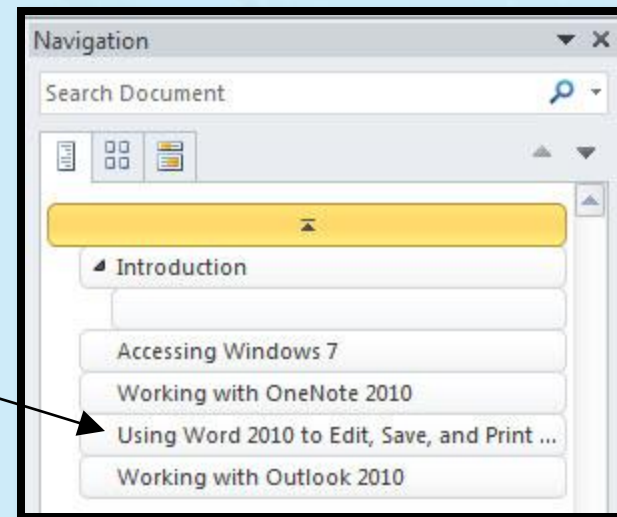 Navigation
Search Document
Introduction
Accessing Windows 7
Working with OneNote 2010
Using Word 2010 to Edit, Save, and Print ...
Working with Outlook 2010